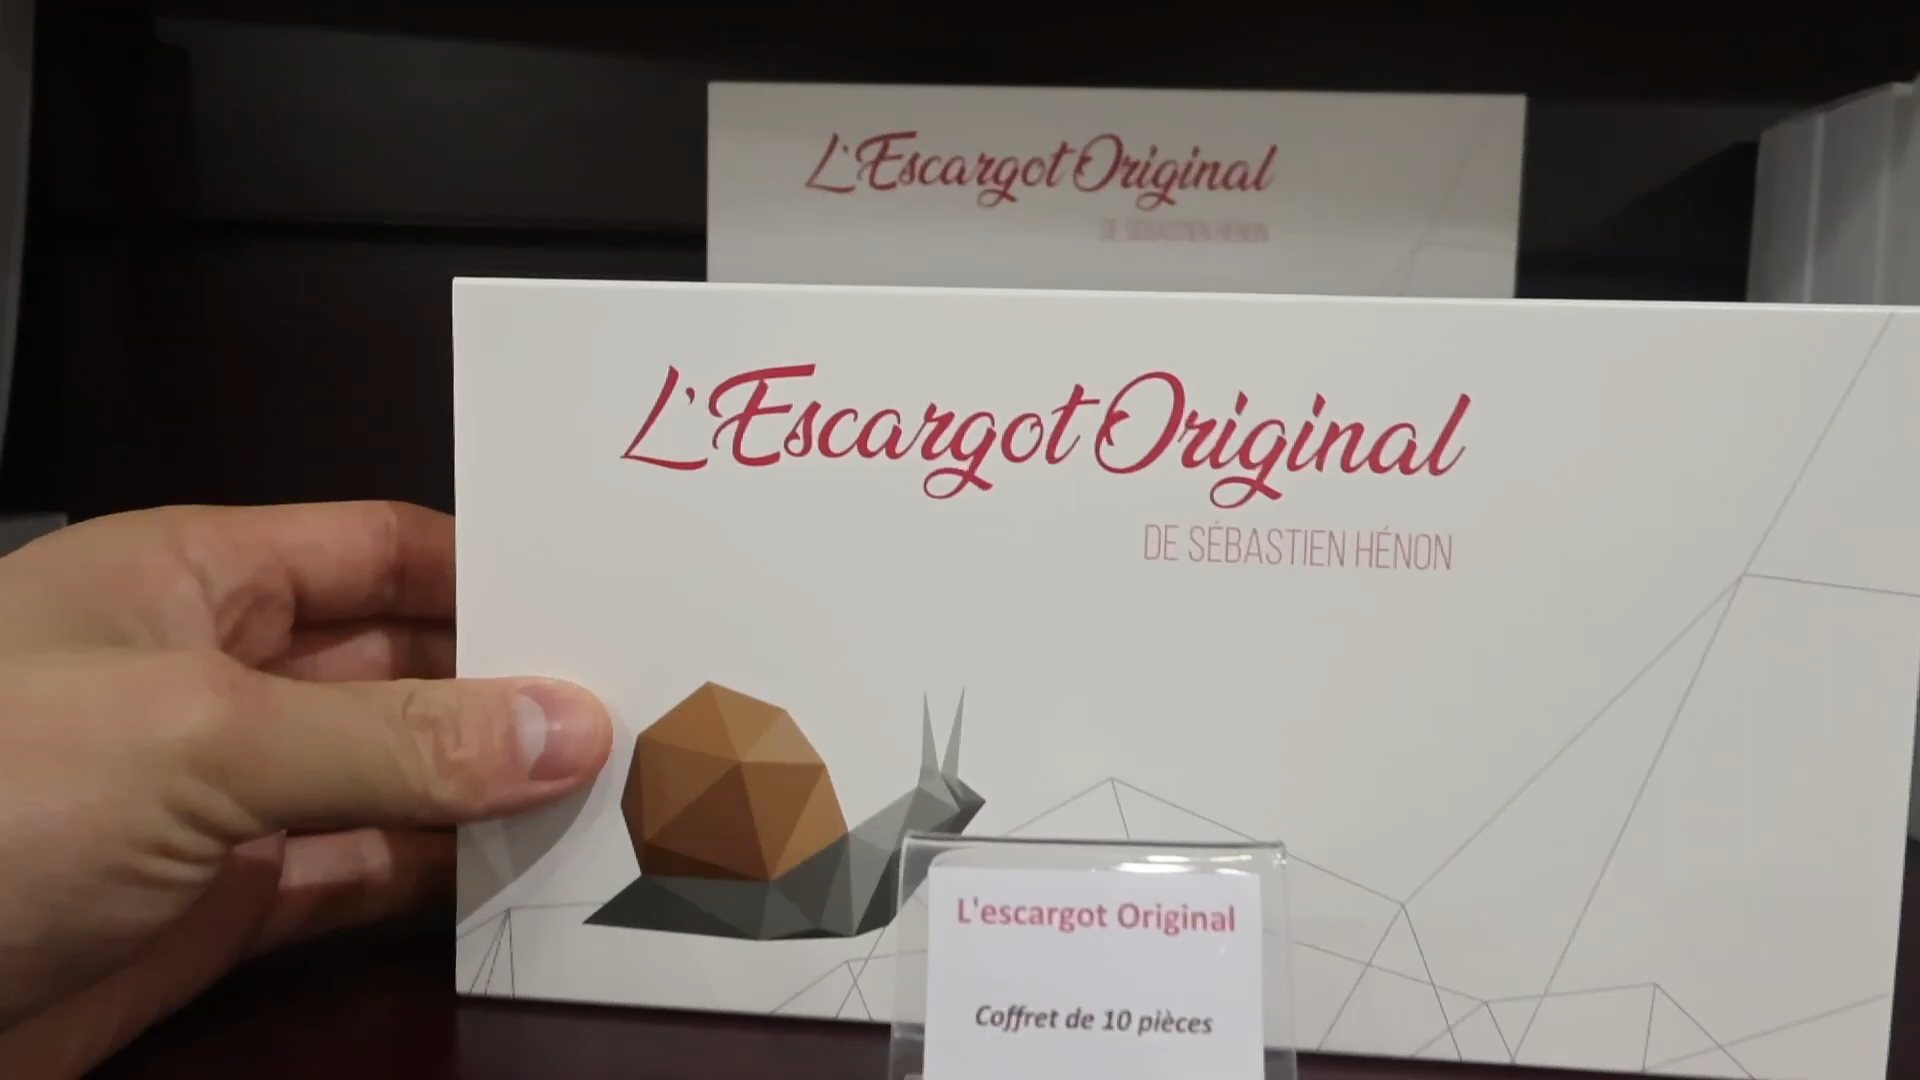 L'Escargot Original
DE SÉBASTIEN HÉNON
L'Escargot Original
DE SÉBASTIEN HÉNON
L'escargot Original
Coffret de 10 pièces